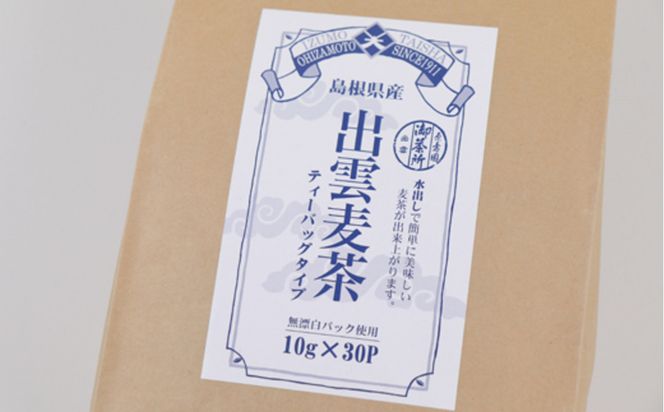 IZUMO TAISHA
OHIZAMOTO SINCE1911
島根県産
御茶所
出雲麦茶
ティーバッグタイプ
水出しで簡単に美味しい
麦茶が出来上がります。
無漂白パック使用
10g×30P